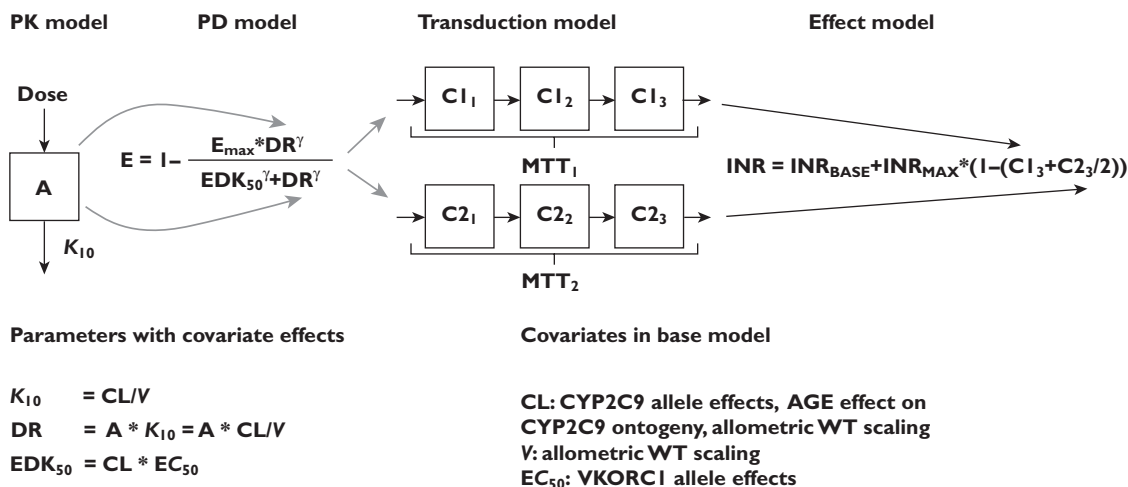 PK model PD model Transduction model Effect model
Dose
A
K10
E = 1– Emax*DRγ
EDK50γ+DRγ
C11 C12 C13
MTT1
C21 C22 C23
MTT2
INR = INRBASE+INRMAX*(1–(C13+C23/2))
Parameters with covariate effects
K10 = CL/V
DR = A * K10 = A * CL/V
EDK50 = CL * EC50
Covariates in base model
CL: CYP2C9 allele effects, AGE effect on
CYP2C9 ontogeny, allometric WT scaling
V: allometric WT scaling
EC50: VKORC1 allele effects